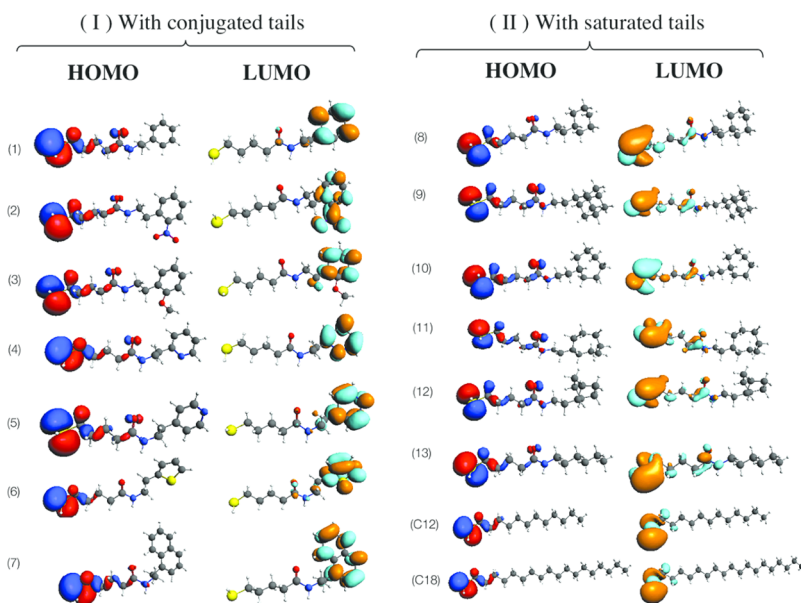 ( I ) With conjugated tails
HOMO LUMO
(1)
(2)
(3)
(4)
(5)
(6)
(7)
( II ) With saturated tails
HOMO LUMO
(8)
(9)
(10)
(11)
(12)
(13)
(C12)
(C18)